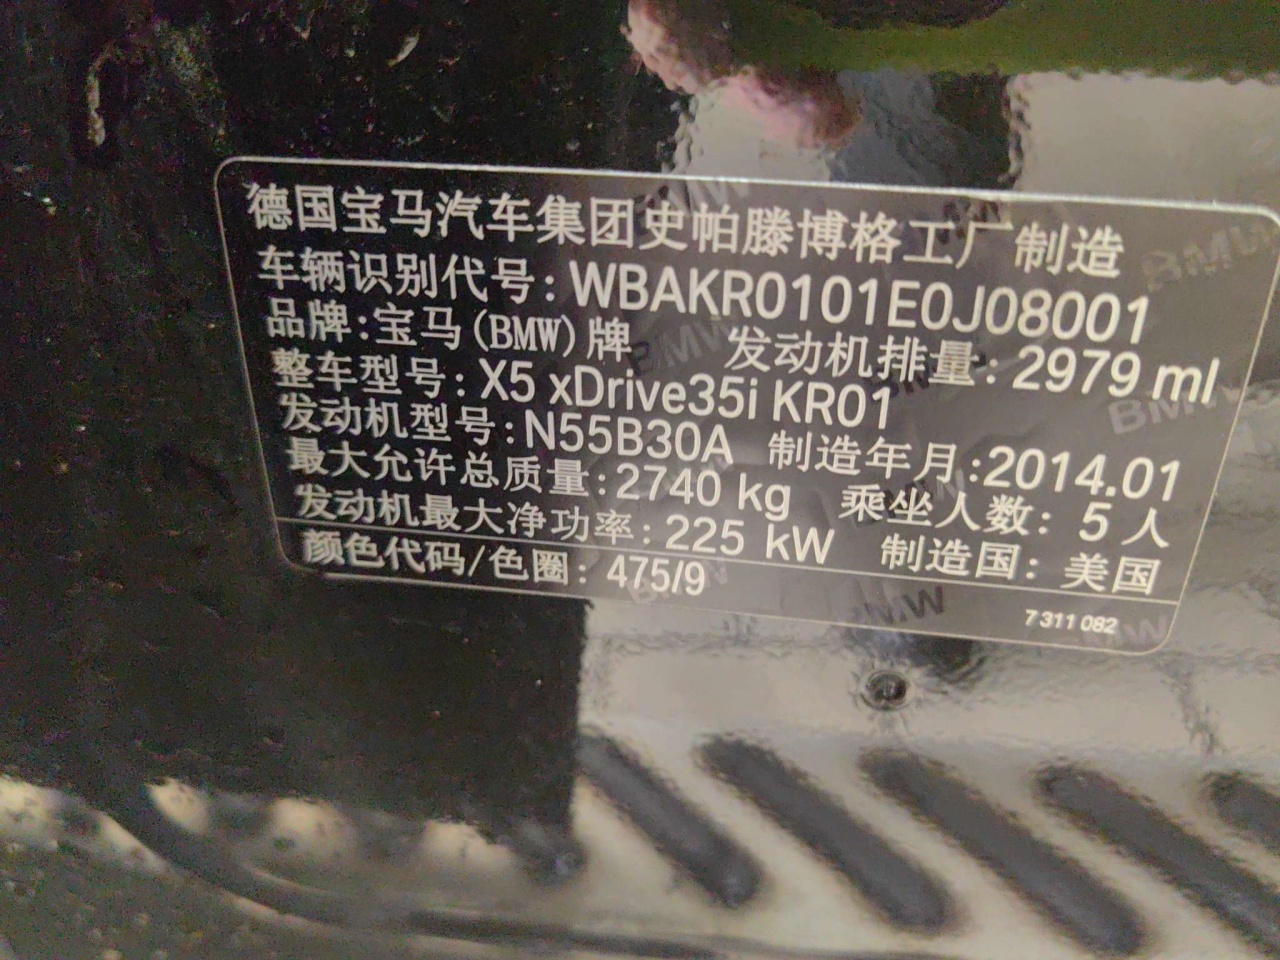 德国宝马汽车集团史帕滕博格工厂制造
车辆识别代号: WBAKR0101E0J08001
品牌:宝马(BMW)牌 发动机排量: 2979 ml
整车型号: X5 xDrive35i KR01
发动机型号: N55B30A 制造年月:2014.01
最大允许总质量:2740 kg 乘坐人数: 5 人
发动机最大净功率: 225 kW 制造国: 美国
颜色代码/色圈: 475/9
7 311 082